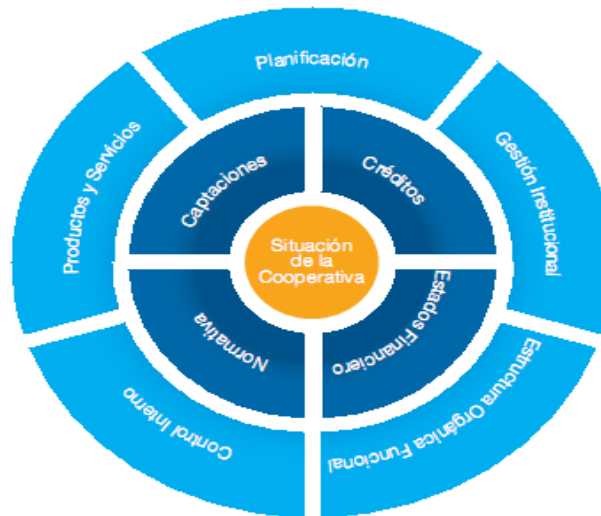 Planificación
Productos y Servicios
Gestión Institucional
Captaciones
Créditos
Situación
de la
Cooperativa
Normativa
Estados Financiero
Control Interno
Estructura Orgánica Funcional